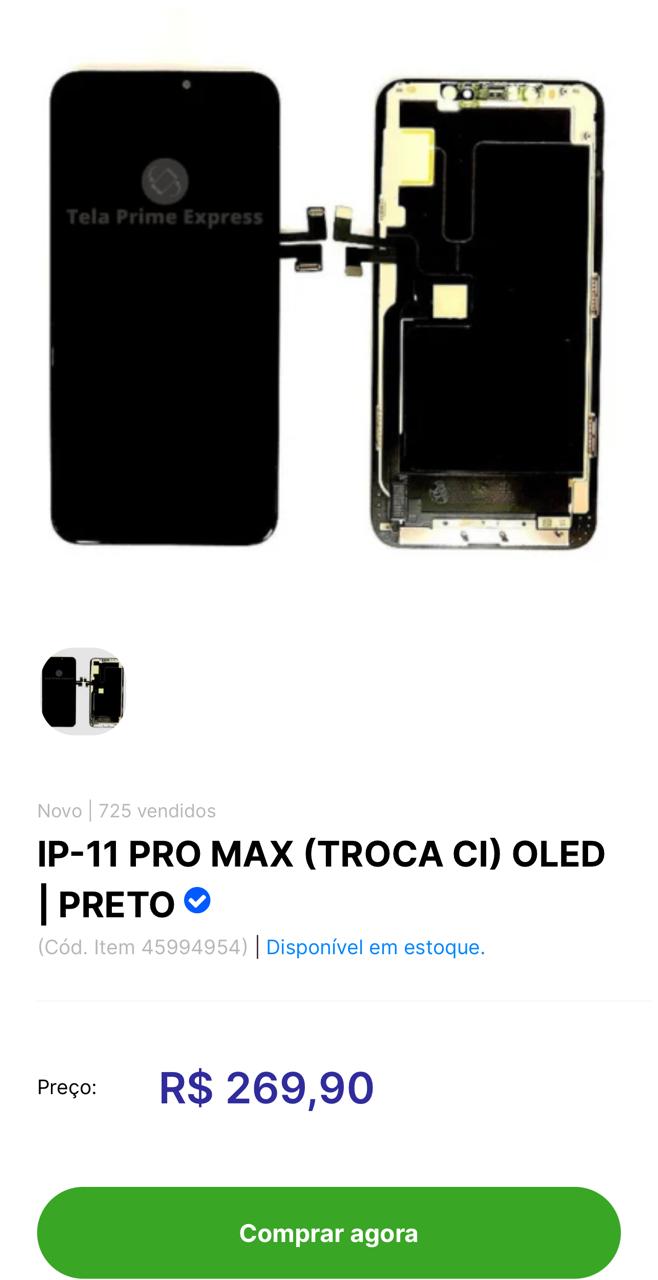 Tela Prime Express
Novo | 725 vendidos
IP-11 PRO MAX (TROCA CI) OLED
| PRETO
(Cód. Item 45994954) | Disponível em estoque.
Preço: R$ 269,90
Comprar agora